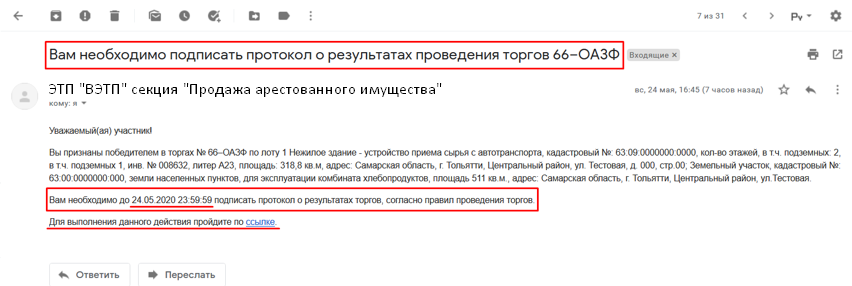 7 из 31
Ру
Вам необходимо подписать протокол о результатах проведения торгов 66–ОАЗФ
Входящие ×
ЭТП "ВЭТП" секция "Продажа арестованного имущества"
вс, 24 мая, 16:45 (7 часов назад)
кому: я
Уважаемый(ая) участник!
Вы признаны победителем в торгах № 66–ОАЗФ по лоту 1 Нежилое здание - устройство приема сырья с автотранспорта, кадастровый №: 63:09:0000000:0000, кол-во этажей, в т.ч. подземных: 2,
в т.ч. подземных 1, инв. № 008632, литер А23, площадь: 318,8 кв.м, адрес: Самарская область, г. Тольятти, Центральный район, ул. Тестовая, д. 000, стр.00; Земельный участок, кадастровый №:
63:00:0000000:000, земли населенных пунктов, для эксплуатации комбината хлебопродуктов, площадь 511 кв.м., адрес: Самарская область, г. Тольятти, Центральный район, ул.Тестовая.
Вам необходимо до 24.05.2020 23:59:59 подписать протокол о результатах торгов, согласно правил проведения торгов.
Для выполнения данного действия пройдите по ссылке.
Ответить
Переслать